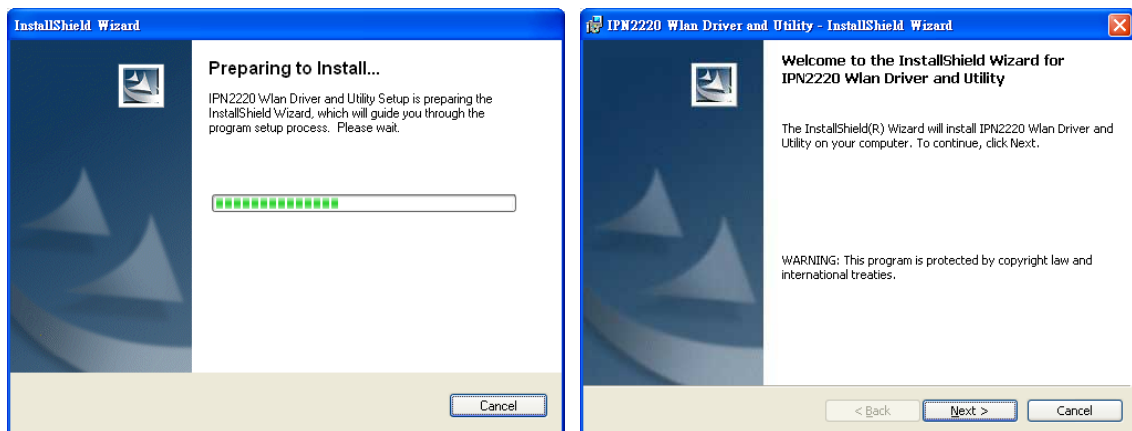 InstallShield Wizard
Preparing to Install...
IPN2220 Wlan Driver and Utility Setup is preparing the
InstallShield Wizard, which will guide you through the
program setup process. Please wait.
Cancel
IPN2220 Wlan Driver and Utility - InstallShield Wizard
Welcome to the InstallShield Wizard for
IPN2220 Wlan Driver and Utility
The InstallShield(R) Wizard will install IPN2220 Wlan Driver and
Utility on your computer. To continue, click Next.
WARNING: This program is protected by copyright law and
international treaties.
< Back Next > Cancel